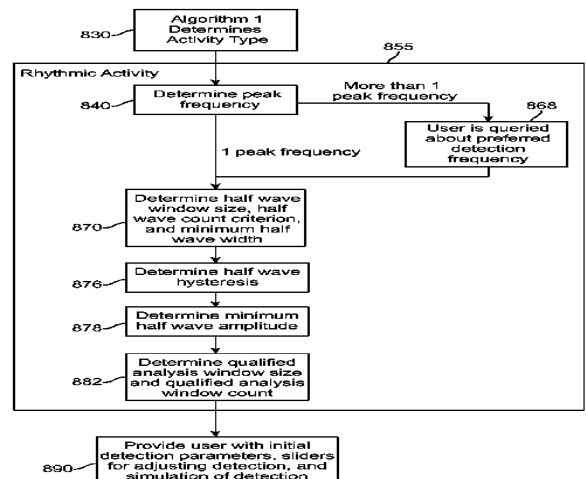 830
Algorithm 1
Determines
Activity Type
855
Rhythmic Activity
840
Determine peak
frequency
More than 1
peak frequency
868
User is queried
about preferred
detection
frequency
1 peak frequency
870
Determine half wave
window size, half
wave count criterion,
and minimum half
wave width
876
Determine half wave
hysteresis
878
Determine minimum
half wave amplitude
882
Determine qualified
analysis window size
and qualified analysis
window count
890
Provide user with initial
detection parameters, sliders
for adjusting detection, and
simulation of detection